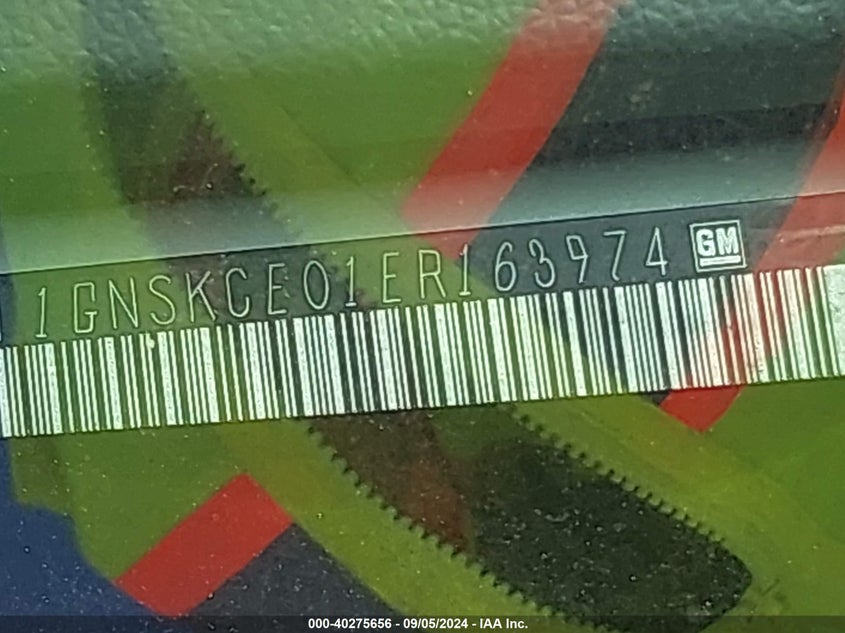 1GNSKCE01ER163974 GM
000-40275656 - 09/05/2024 - IAA Inc.